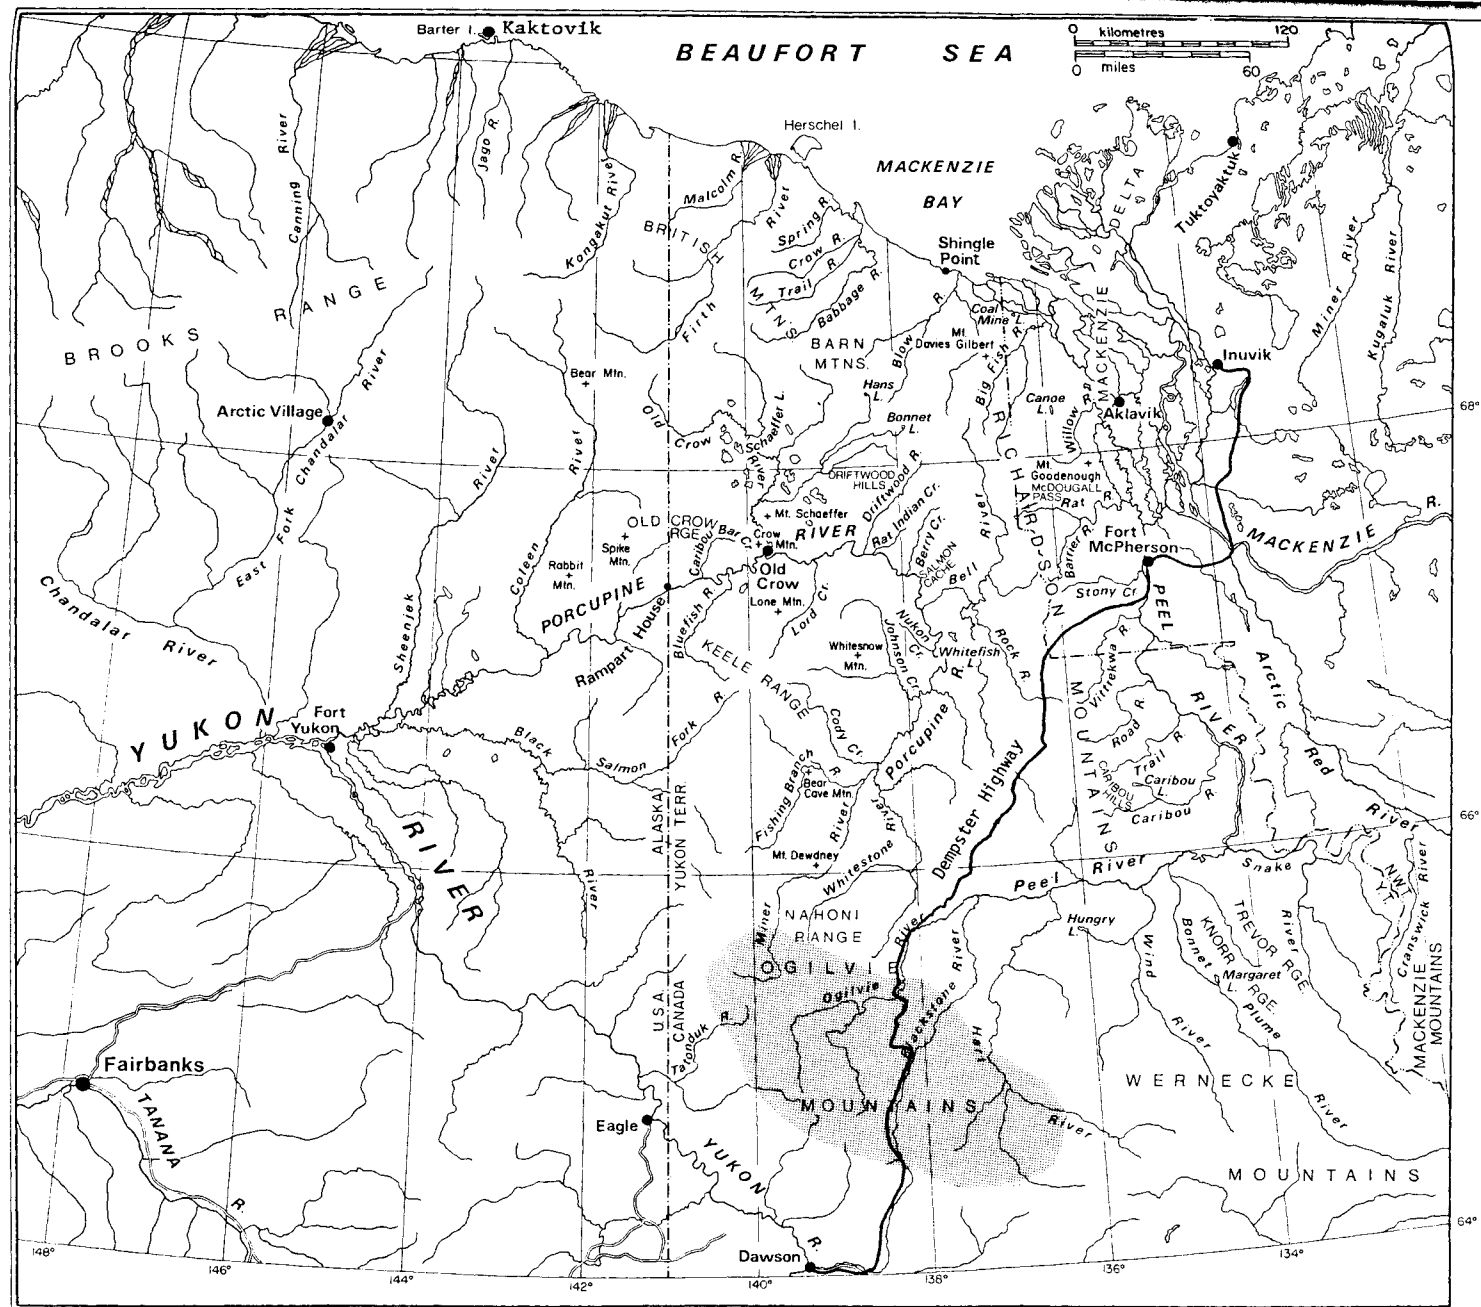 Barter I. Kaktovik
BEAUFORT SEA
0 kilometres 120
0 miles 60
Herschel I.
MACKENZIE
BAY
DELTA
Tuktoyaktuk
Canning River
Jago R.
Kongakut River
Malcolm R.
BRITISH
MTNS
Firth River
Spring R.
Crow R.
Trail R.
Babbage R.
Shingle
Point
Miner River
Kugaluk River
BROOKS RANGE
BARN
MTNS.
Blow R.
Coal
Mine L.
Mt.
Davies Gilbert
Big Fish R.
MACKENZIE
Inuvik
Bear Mtn.
Hans
L.
Bonnet
L.
Canoe
L.
Willow R.
Aklavik
68°
Arctic Village
East Fork Chandalar River
Old Crow River
Schaeffer L.
DRIFTWOOD
HILLS
Driftwood R.
RICHARDSON MOUNTAINS
Mt.
Goodenough
McDOUGALL
PASS
Rat R.
Mt. Schaeffer
OLD CROW
RGE
Spike
Mtn.
Caribou Bar Cr.
Crow
Mtn.
Old
Crow
PORCUPINE RIVER
Rat Indian Cr.
Berry Cr.
SALMON
CACHE
Bell River
Barrier R.
Fort
McPherson
MACKENZIE R.
Rabbit
Mtn.
Coleen River
Sheenjek River
Chandalar River
Rampart House
Bluefish R.
Lone Mtn.
Lord Cr.
KEELE RANGE
Whitesnow
Mtn.
Nukon Cr.
Johnson Cr.
Whitefish
L.
Rock R.
Stony Cr.
PEEL RIVER
Vittrekwa R.
Road R.
Trail R.
CARIBOU
HILLS
Caribou
L.
Caribou R.
Arctic Red River
66°
YUKON RIVER
Fort
Yukon
Black River
Salmon Fork R.
Cody Cr.
Porcupine R.
Fishing Branch R.
Bear
Cave Mtn.
Miner River
Mt. Dewdney
Whitestone River
Dempster Highway
Peel River
Snake River
N.W.T.
Y.T.
Cranswick River
MACKENZIE
MOUNTAINS
ALASKA
YUKON TERR.
NAHONI
RANGE
OGILVIE
MOUNTAINS
Ogilvie River
Blackstone River
Hart River
Hungry
L.
Wind River
Bonnet Plume River
KNORR RGE.
TREVOR RGE.
Margaret
L.
WERNECKE
MOUNTAINS
U.S.A.
CANADA
Tatonduk R.
Fairbanks
TANANA R.
Eagle
YUKON R.
Dawson
64°
148° 146° 144° 142° 140° 138° 136° 134°